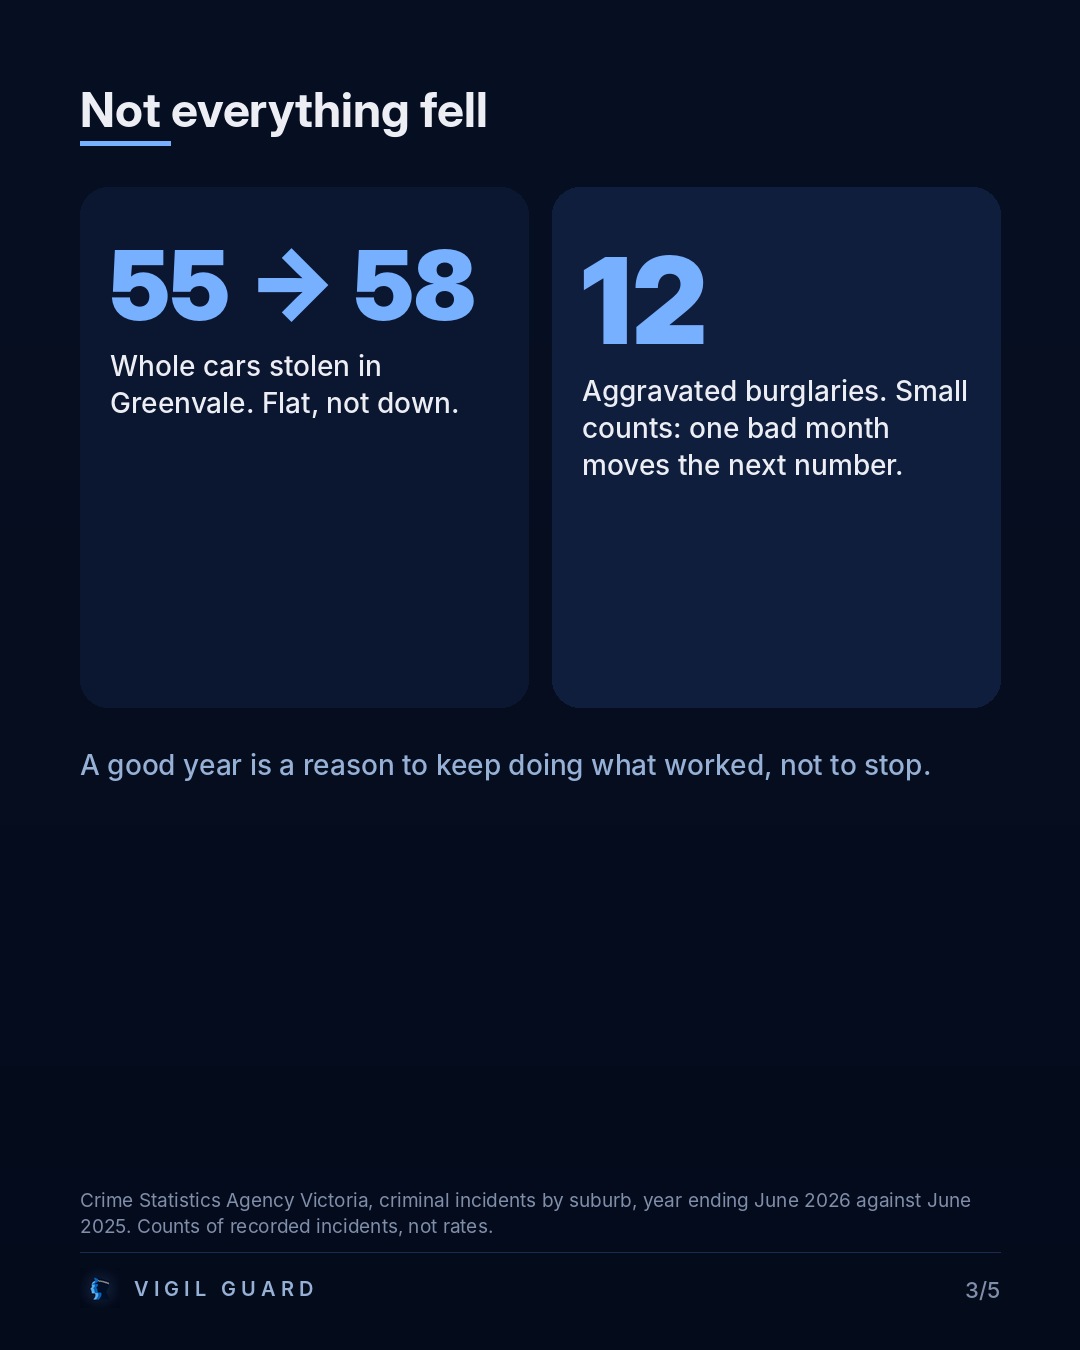 Not everything fell
55 → 58
Whole cars stolen in
Greenvale. Flat, not down.
12
Aggravated burglaries. Small
counts: one bad month
moves the next number.
A good year is a reason to keep doing what worked, not to stop.
Crime Statistics Agency Victoria, criminal incidents by suburb, year ending June 2026 against June
2025. Counts of recorded incidents, not rates.
VIGIL GUARD
3/5